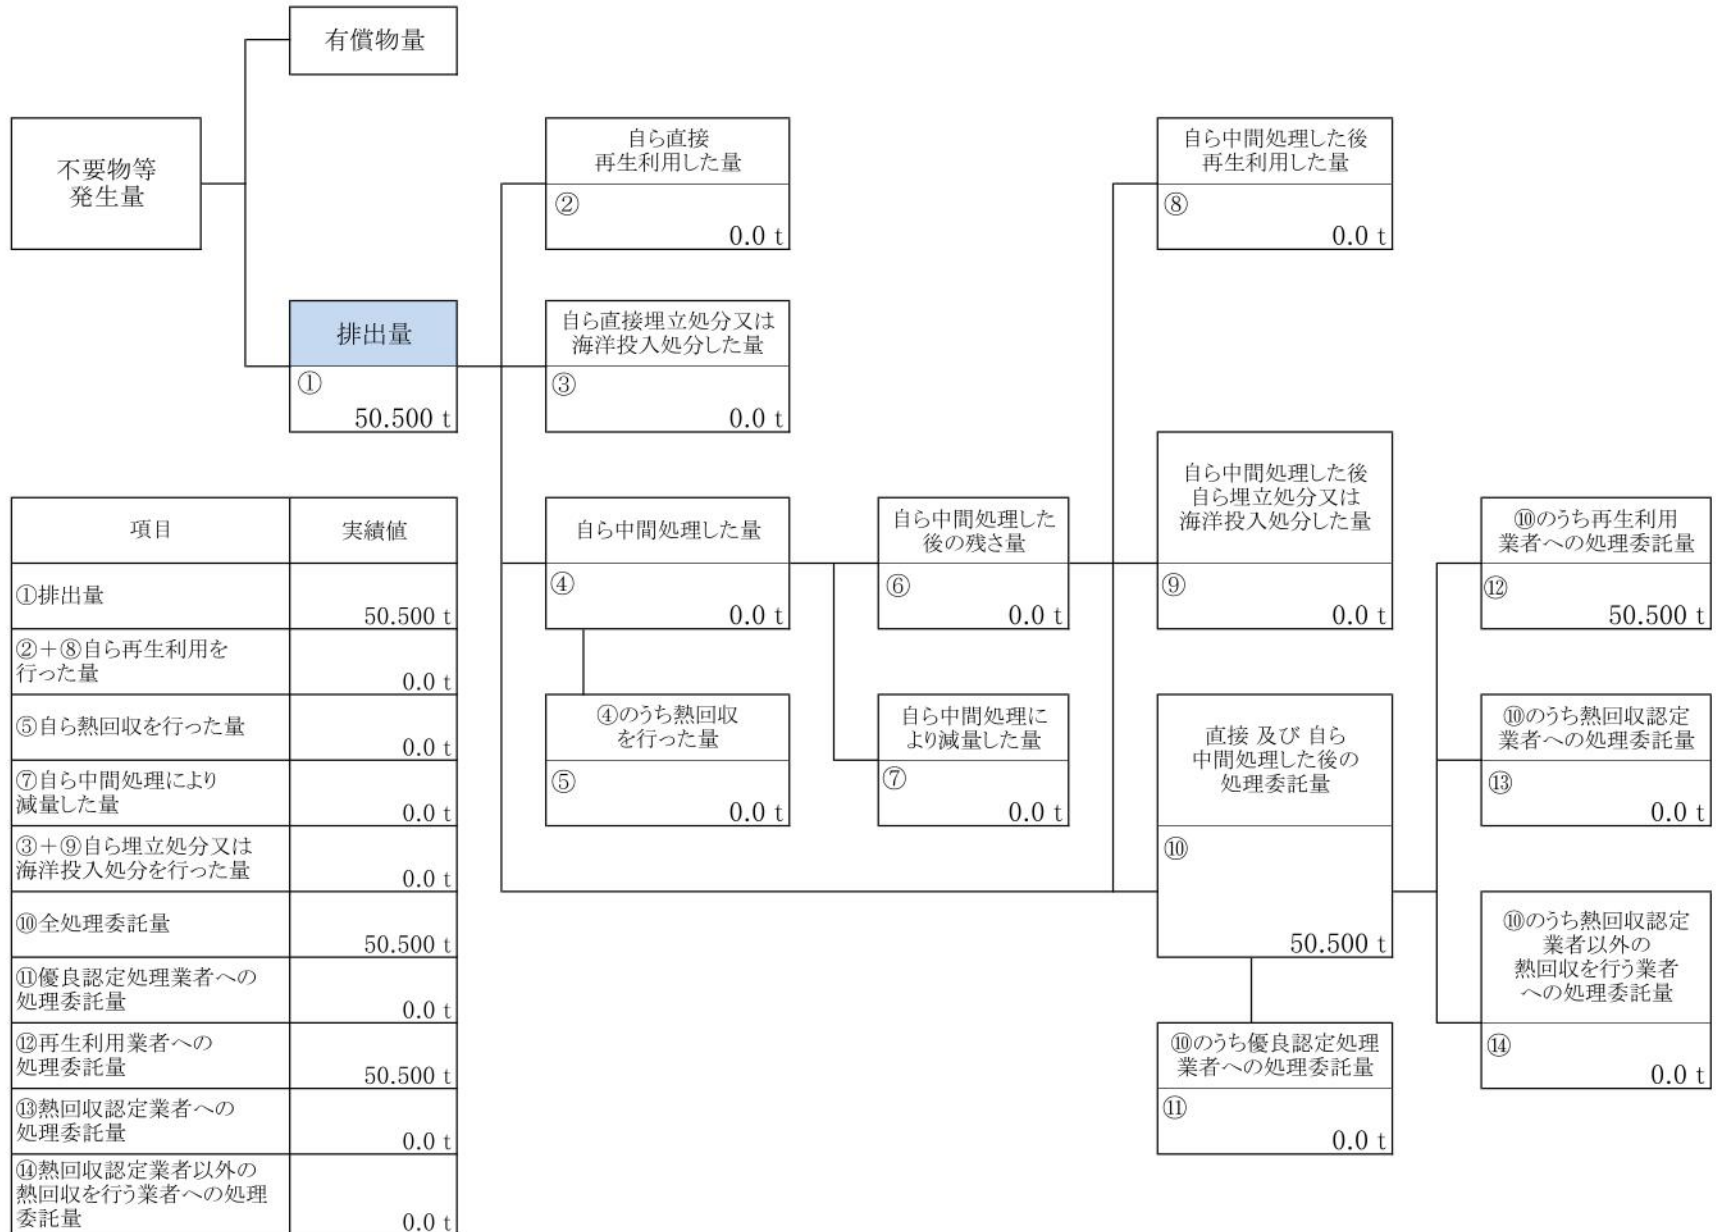 有償物量
不要物等
発生量
自ら直接
再生利用した量
②
0.0 t
自ら中間処理した後
再生利用した量
⑧
0.0 t
排出量
①
50.500 t
自ら直接埋立処分又は
海洋投入処分した量
③
0.0 t
自ら中間処理した量
④
0.0 t
自ら中間処理した
後の残さ量
⑥
0.0 t
自ら中間処理した後
自ら埋立処分又は
海洋投入処分した量
⑨
0.0 t
⑩のうち再生利用
業者への処理委託量
⑫
50.500 t
④のうち熱回収
を行った量
⑤
0.0 t
自ら中間処理に
より減量した量
⑦
0.0 t
直接 及び 自ら
中間処理した後の
処理委託量
⑩
50.500 t
⑩のうち熱回収認定
業者への処理委託量
⑬
0.0 t
⑩のうち熱回収認定
業者以外の
熱回収を行う業者
への処理委託量
⑭
0.0 t
⑩のうち優良認定処理
業者への処理委託量
⑪
0.0 t
項目 実績値
①排出量
50.500 t
②＋⑧自ら再生利用を
行った量
0.0 t
⑤自ら熱回収を行った量
0.0 t
⑦自ら中間処理により
減量した量
0.0 t
③＋⑨自ら埋立処分又は
海洋投入処分を行った量
0.0 t
⑩全処理委託量
50.500 t
⑪優良認定処理業者への
処理委託量
0.0 t
⑫再生利用業者への
処理委託量
50.500 t
⑬熱回収認定業者への
処理委託量
0.0 t
⑭熱回収認定業者以外の
熱回収を行う業者への処理
委託量
0.0 t